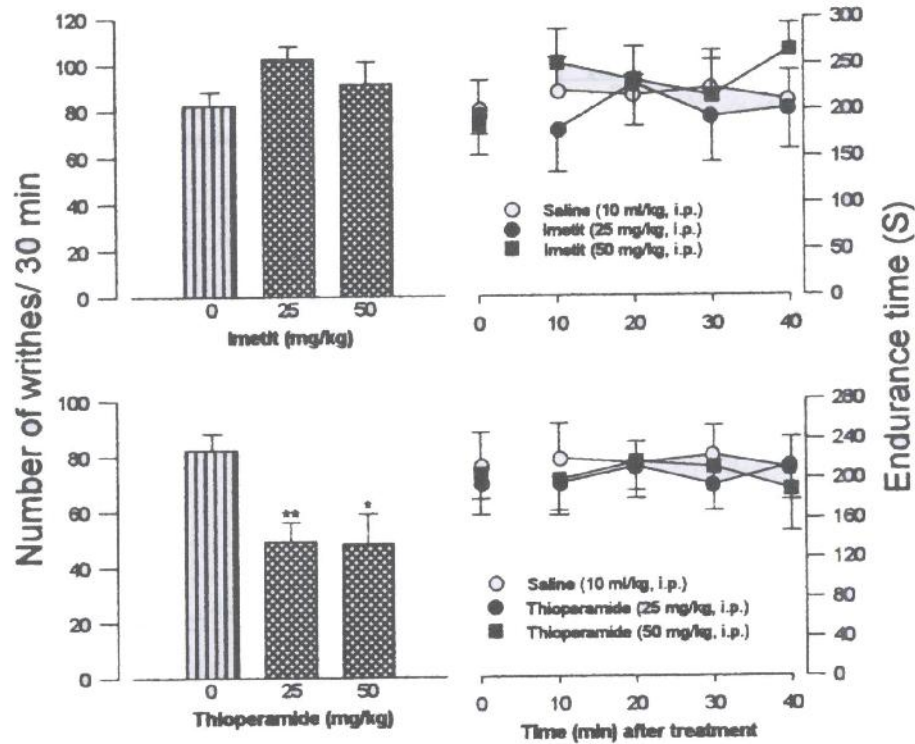 Number of writhes/ 30 min
120
100
80
60
40
20
0
0 25 50
Imetit (mg/kg)
300
250
200
150
100
50
0
Saline (10 ml/kg, i.p.)
Imetit (25 mg/kg, i.p.)
Imetit (50 mg/kg, i.p.)
0 10 20 30 40
Endurance time (S)
100
80
60
40
20
0
** *
0 25 50
Thioperamide (mg/kg)
280
240
200
160
120
80
40
0
Saline (10 ml/kg, i.p.)
Thioperamide (25 mg/kg, i.p.)
Thioperamide (50 mg/kg, i.p.)
0 10 20 30 40
Time (min) after treatment